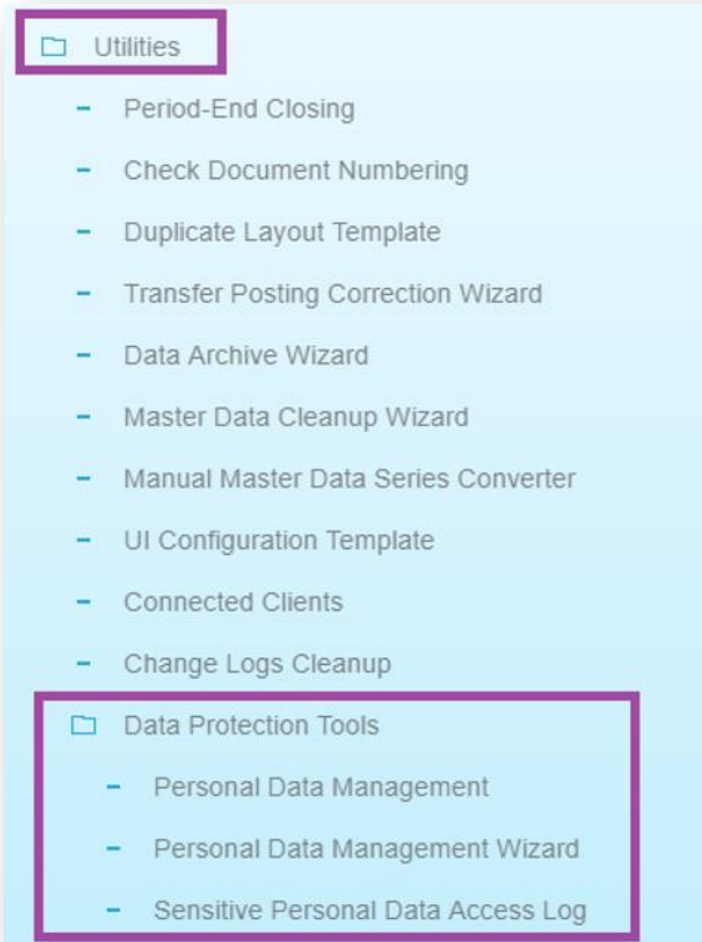 Utilities
Period-End Closing
Check Document Numbering
Duplicate Layout Template
Transfer Posting Correction Wizard
Data Archive Wizard
Master Data Cleanup Wizard
Manual Master Data Series Converter
UI Configuration Template
Connected Clients
Change Logs Cleanup
Data Protection Tools
Personal Data Management
Personal Data Management Wizard
Sensitive Personal Data Access Log